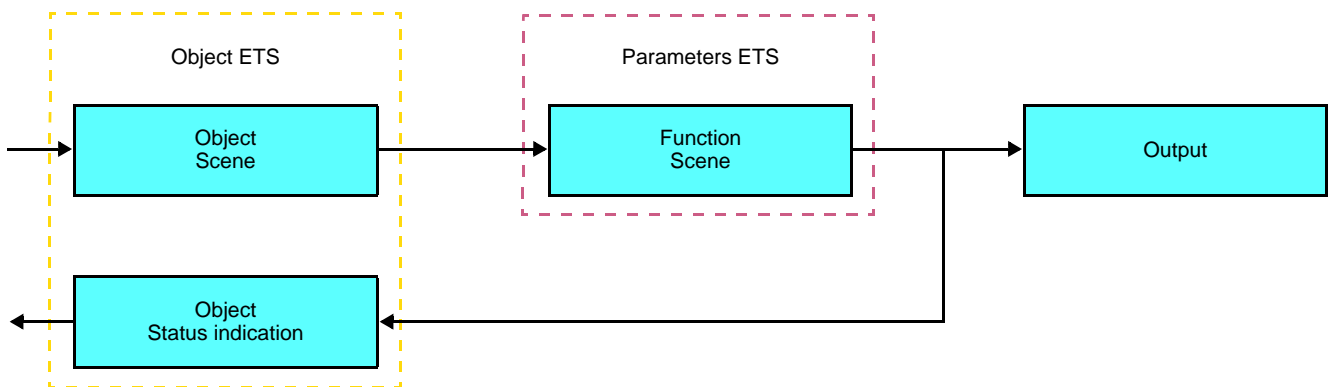 Object ETS
Parameters ETS
Object
Scene
Function
Scene
Output
Object
Status indication